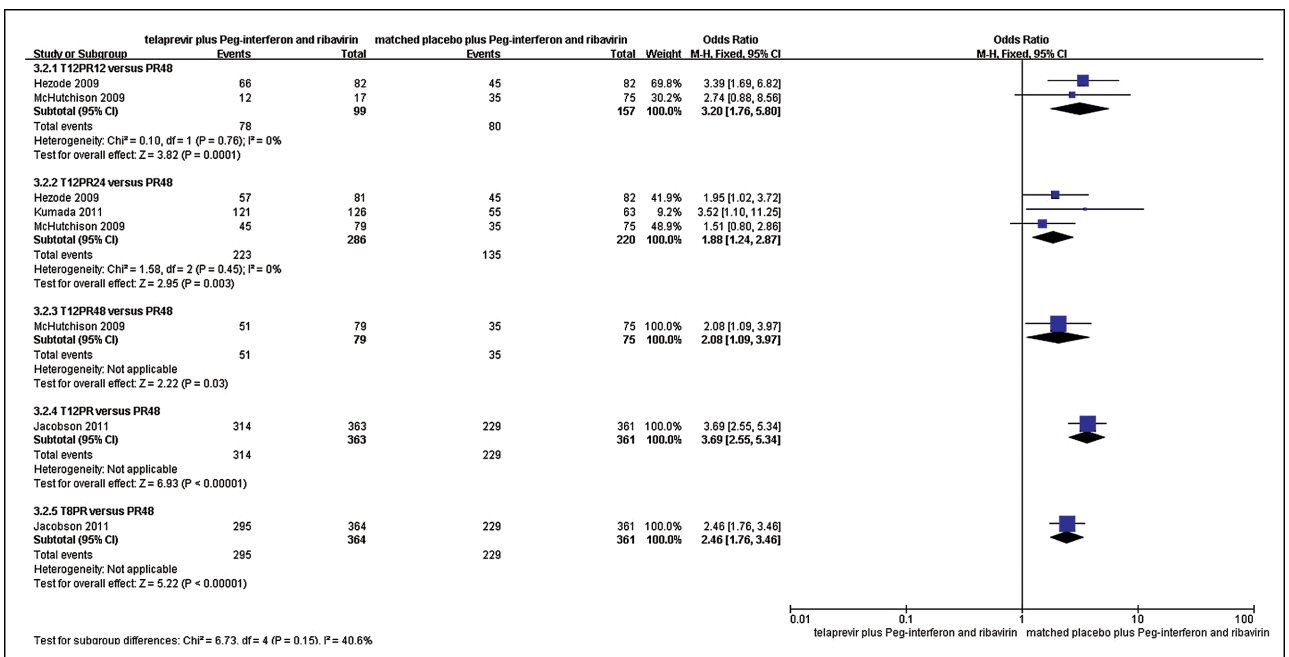 telaprevir plus Peg-interferon and ribavirin matched placebo plus Peg-interferon and ribavirin Odds Ratio Odds Ratio
Study or Subgroup Events Total Events Total Weight M-H, Fixed, 95% CI M-H, Fixed, 95% CI
3.2.1 T12PR12 versus PR48
Hezode 2009 66 82 45 82 69.8% 3.39 [1.69, 6.82]
McHutchison 2009 12 17 35 75 30.2% 2.74 [0.88, 8.56]
Subtotal (95% CI) 99 157 100.0% 3.20 [1.76, 5.80]
Total events 78 80
Heterogeneity: Chi² = 0.10, df = 1 (P = 0.76); I² = 0%
Test for overall effect: Z = 3.82 (P = 0.0001)
3.2.2 T12PR24 versus PR48
Hezode 2009 57 81 45 82 41.9% 1.95 [1.02, 3.72]
Kumada 2011 121 126 55 63 9.2% 3.52 [1.10, 11.25]
McHutchison 2009 45 79 35 75 48.9% 1.51 [0.80, 2.86]
Subtotal (95% CI) 286 220 100.0% 1.88 [1.24, 2.87]
Total events 223 135
Heterogeneity: Chi² = 1.58, df = 2 (P = 0.45); I² = 0%
Test for overall effect: Z = 2.95 (P = 0.003)
3.2.3 T12PR48 versus PR48
McHutchison 2009 51 79 35 75 100.0% 2.08 [1.09, 3.97]
Subtotal (95% CI) 79 75 100.0% 2.08 [1.09, 3.97]
Total events 51 35
Heterogeneity: Not applicable
Test for overall effect: Z = 2.22 (P = 0.03)
3.2.4 T12PR versus PR48
Jacobson 2011 314 363 229 361 100.0% 3.69 [2.55, 5.34]
Subtotal (95% CI) 363 361 100.0% 3.69 [2.55, 5.34]
Total events 314 229
Heterogeneity: Not applicable
Test for overall effect: Z = 6.93 (P < 0.00001)
3.2.5 T8PR versus PR48
Jacobson 2011 295 364 229 361 100.0% 2.46 [1.76, 3.46]
Subtotal (95% CI) 364 361 100.0% 2.46 [1.76, 3.46]
Total events 295 229
Heterogeneity: Not applicable
Test for overall effect: Z = 5.22 (P < 0.00001)
0.01 0.1 1 10 100
telaprevir plus Peg-interferon and ribavirin matched placebo plus Peg-interferon and ribavirin
Test for subgroup differences: Chi² = 6.73, df = 4 (P = 0.15), I² = 40.6%